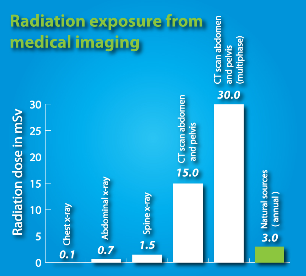 Radiation exposure from
medical imaging
Radiation dose in mSv
30
25
20
15
10
5
0
Chest x-ray
0.1
Abdominal x-ray
0.7
Spine x-ray
1.5
CT scan abdomen
and pelvis
15.0
CT scan abdomen
and pelvis
(multiphase)
30.0
Natural sources
( annual )
3.0